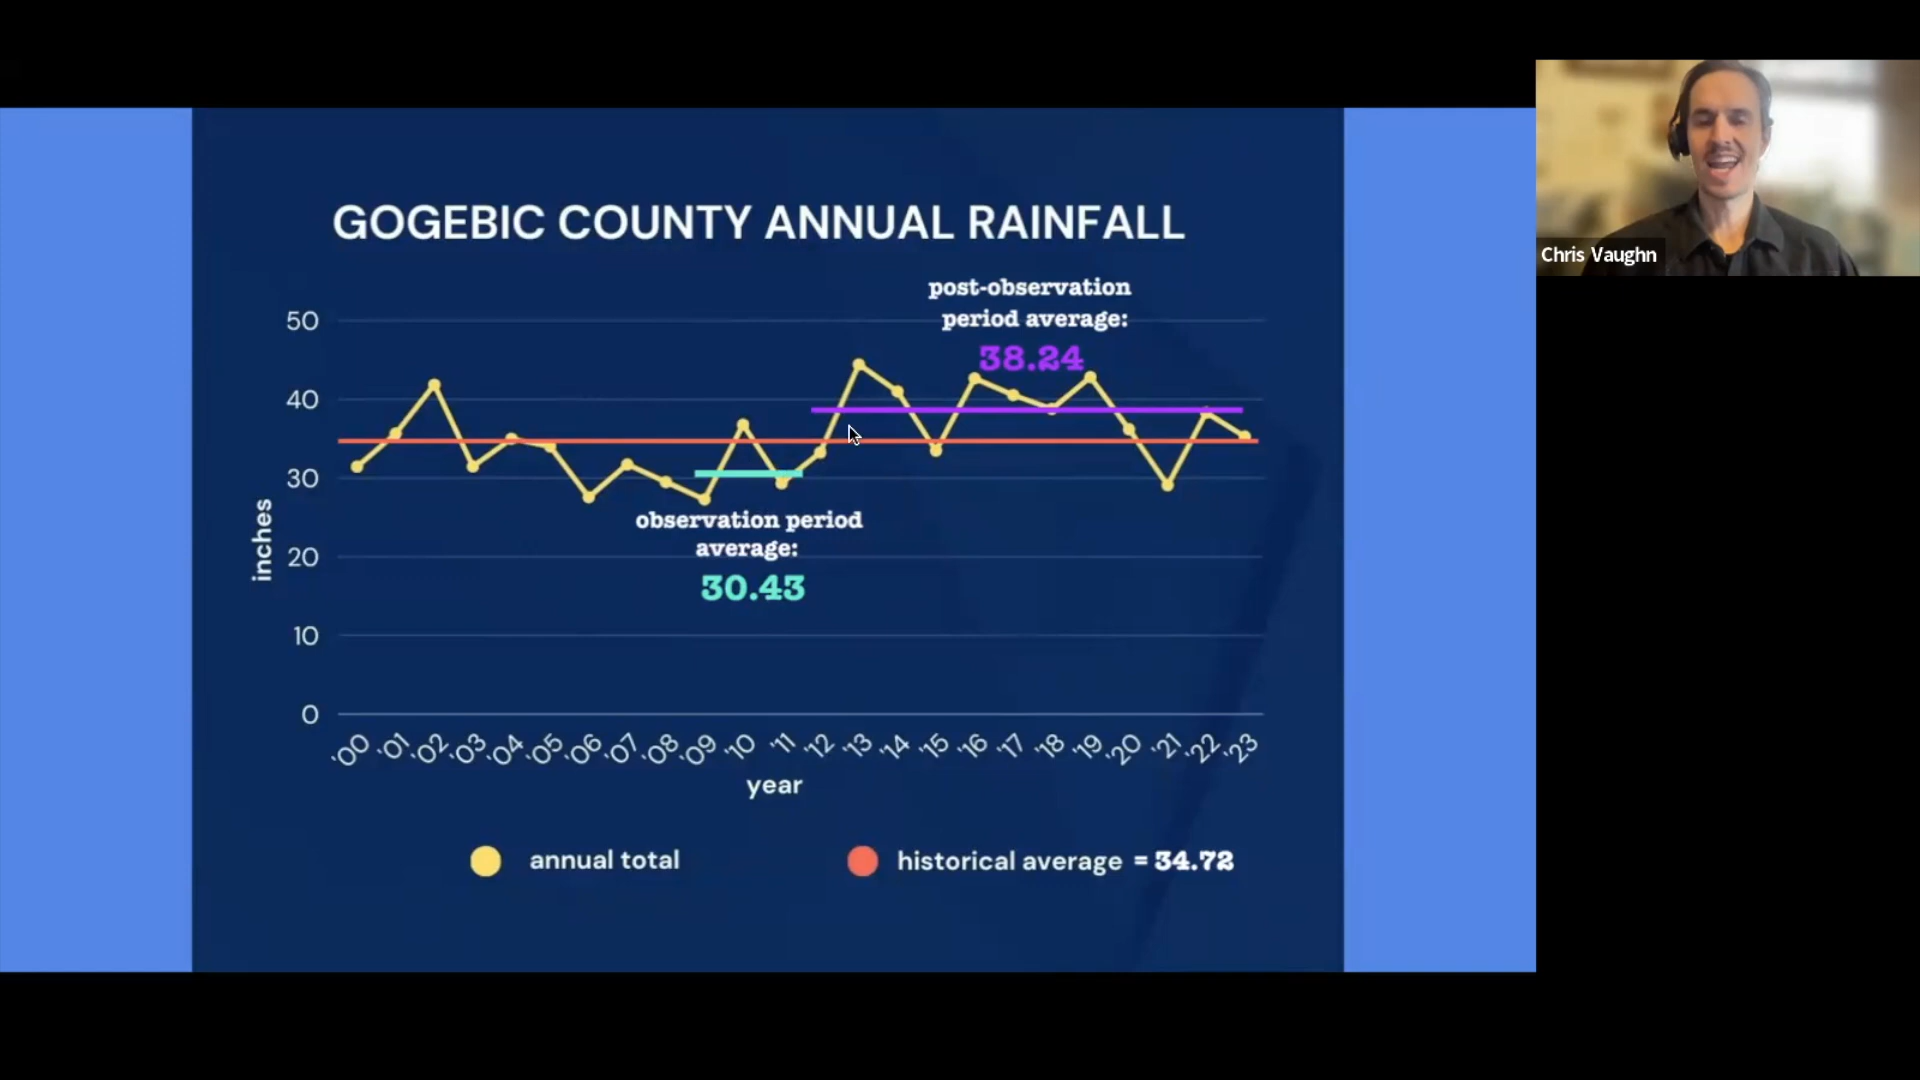 GOGEBIC COUNTY ANNUAL RAINFALL
Chris Vaughn
post-observation
period average:
38.24
50
40
30
20
10
0
inches
observation period
average:
30.43
'00 '01 '02 '03 '04 '05 '06 '07 '08 '09 '10 '11 '12 '13 '14 '15 '16 '17 '18 '19 '20 '21 '22 '23
year
annual total
historical average = 34.72